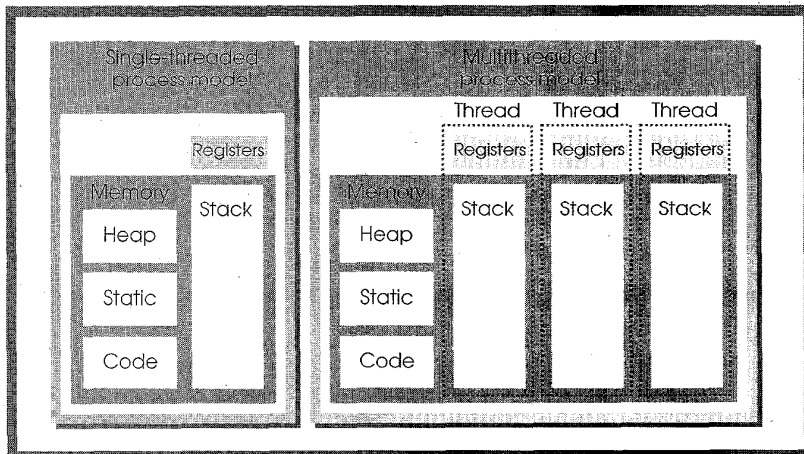 Single-threaded
process model
Registers
Memory
Stack
Heap
Static
Code
Multithreaded
process model
Thread Thread Thread
Registers Registers Registers
Memory
Stack Stack Stack
Heap
Static
Code